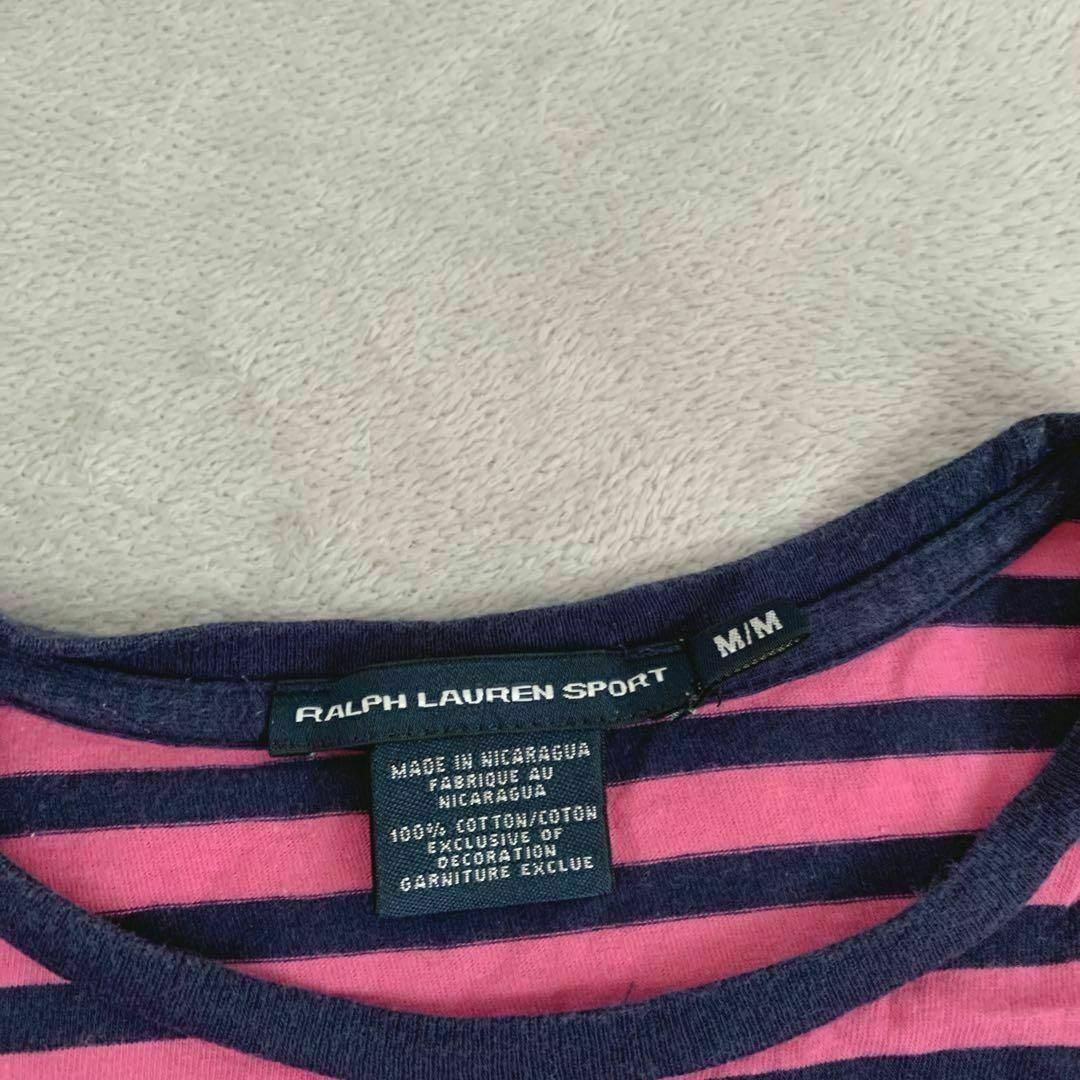 RALPH LAUREN SPORT
M/M
MADE IN NICARAGUA
FABRIQUE AU
NICARAGUA
100% COTTON/COTON
EXCLUSIVE OF
DECORATION
GARNITURE EXCLUE